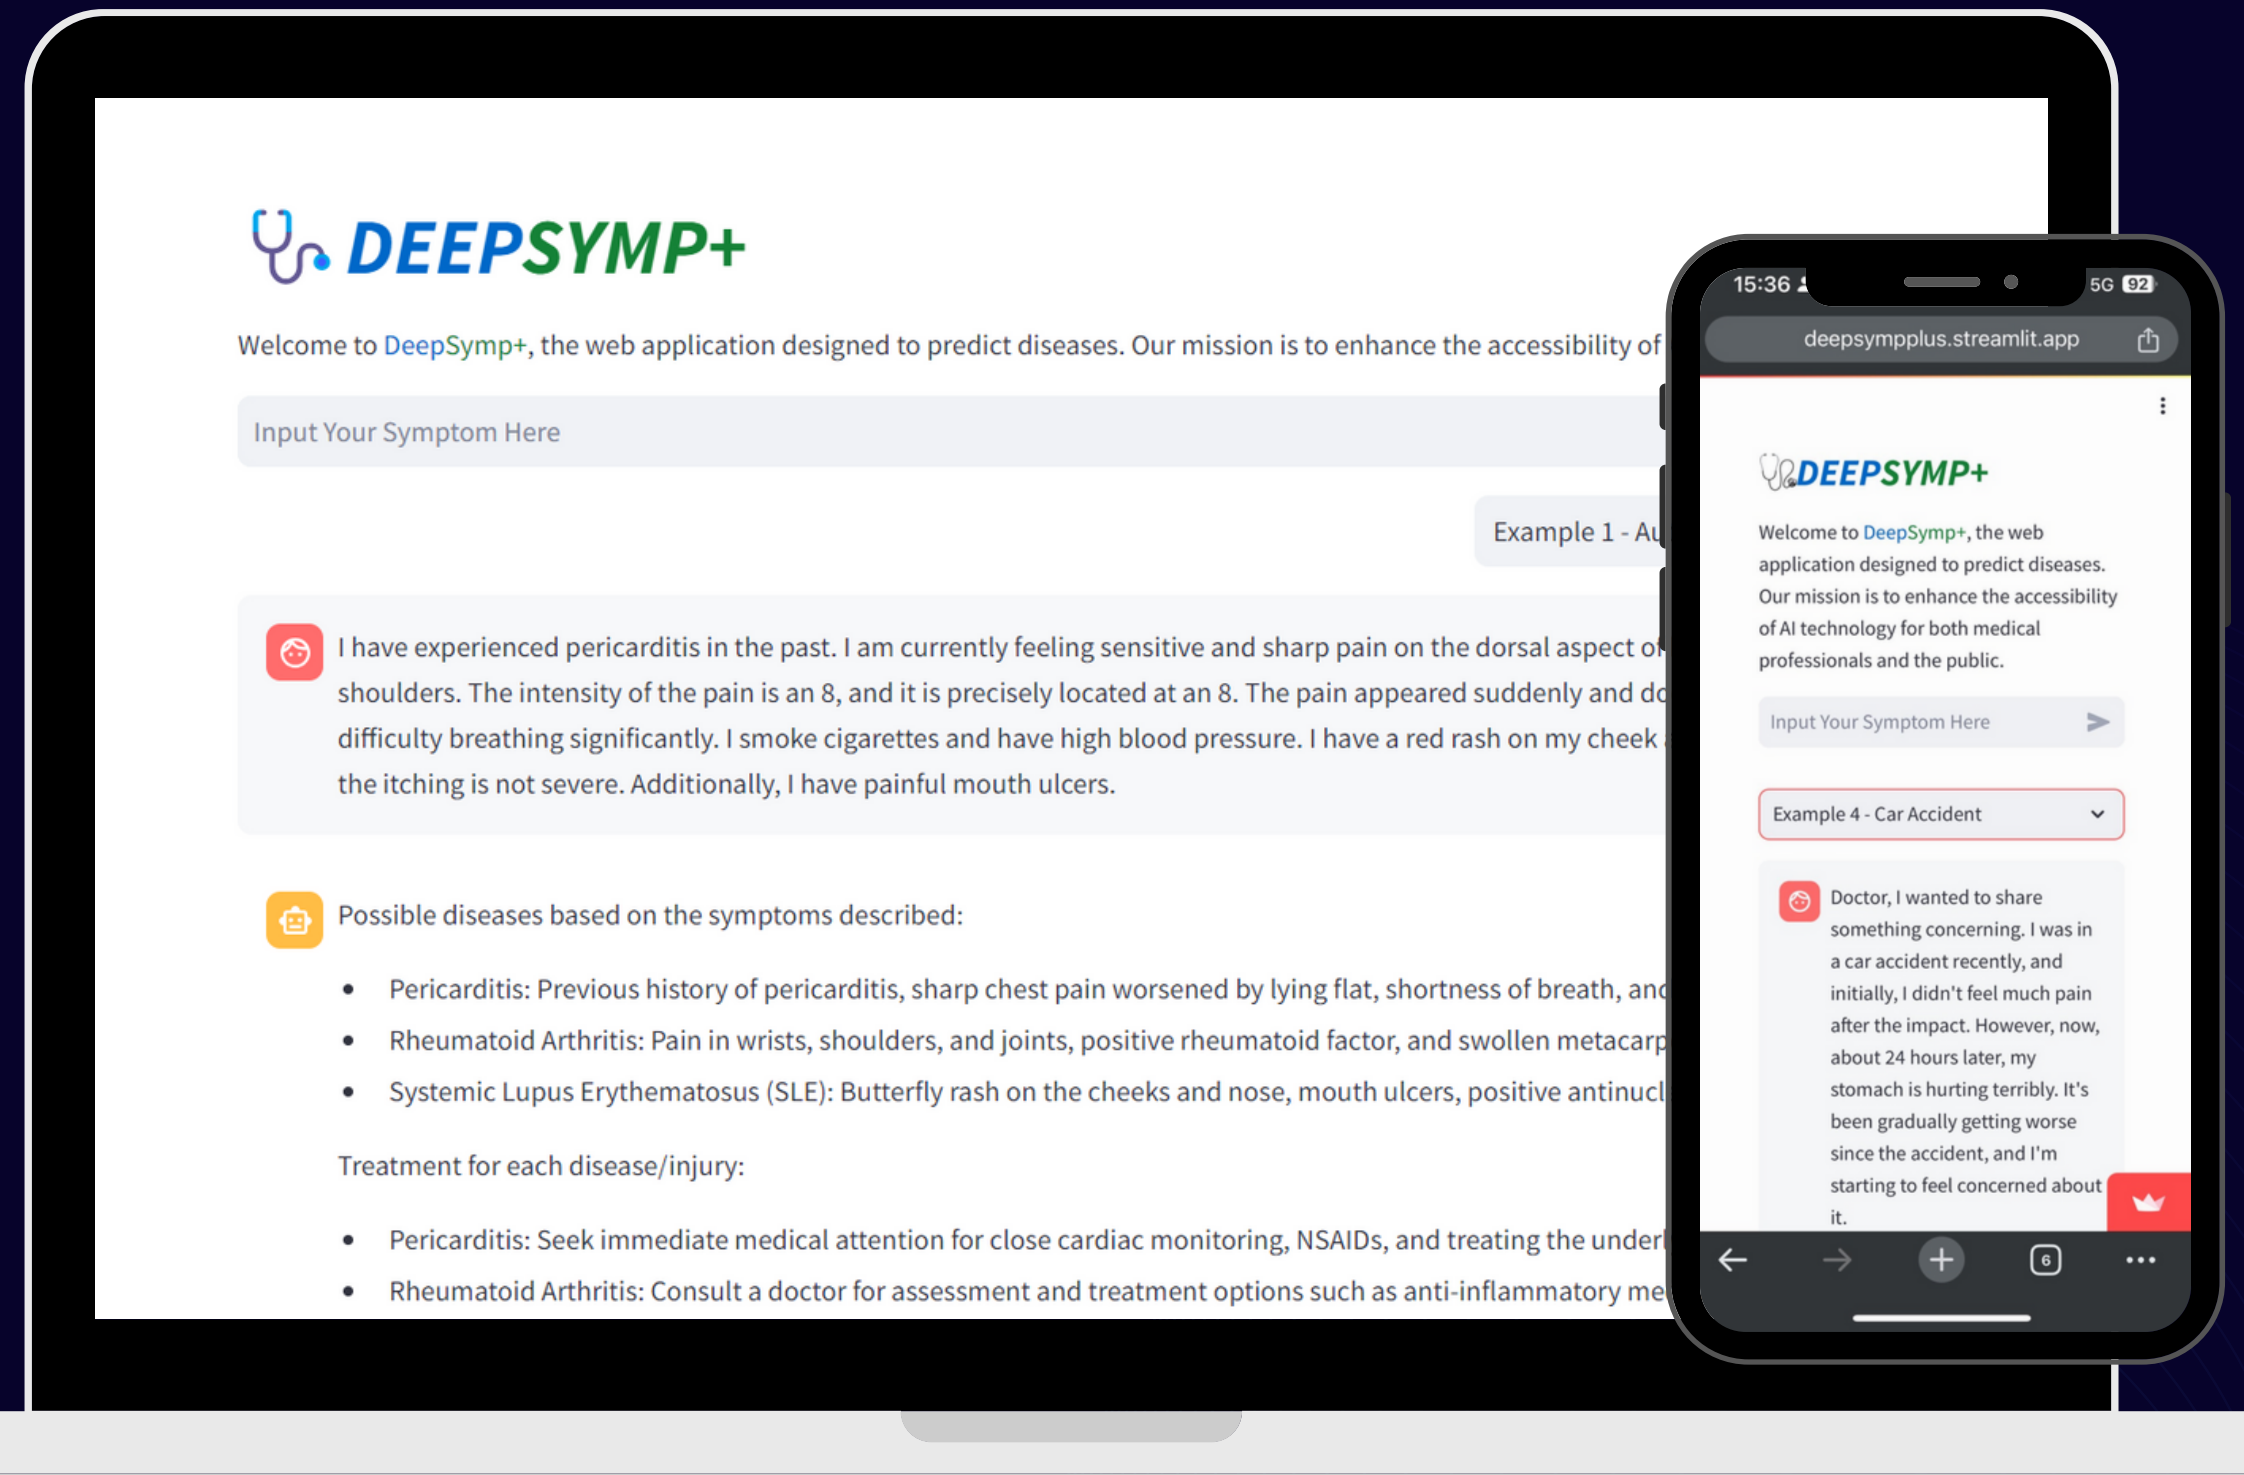 DEEPSYMP+
Welcome to DeepSymp+, the web application designed to predict diseases. Our mission is to enhance the accessibility of
Input Your Symptom Here
Example 1 - Au
I have experienced pericarditis in the past. I am currently feeling sensitive and sharp pain on the dorsal aspect of
shoulders. The intensity of the pain is an 8, and it is precisely located at an 8. The pain appeared suddenly and do
difficulty breathing significantly. I smoke cigarettes and have high blood pressure. I have a red rash on my cheek
the itching is not severe. Additionally, I have painful mouth ulcers.
Possible diseases based on the symptoms described:
• Pericarditis: Previous history of pericarditis, sharp chest pain worsened by lying flat, shortness of breath, and
• Rheumatoid Arthritis: Pain in wrists, shoulders, and joints, positive rheumatoid factor, and swollen metacarp
• Systemic Lupus Erythematosus (SLE): Butterfly rash on the cheeks and nose, mouth ulcers, positive antinucl
Treatment for each disease/injury:
• Pericarditis: Seek immediate medical attention for close cardiac monitoring, NSAIDs, and treating the underl
• Rheumatoid Arthritis: Consult a doctor for assessment and treatment options such as anti-inflammatory me
15:36
5G 92
deepsympplus.streamlit.app
DEEPSYMP+
Welcome to DeepSymp+, the web
application designed to predict diseases.
Our mission is to enhance the accessibility
of AI technology for both medical
professionals and the public.
Input Your Symptom Here
Example 4 - Car Accident
Doctor, I wanted to share
something concerning. I was in
a car accident recently, and
initially, I didn't feel much pain
after the impact. However, now,
about 24 hours later, my
stomach is hurting terribly. It's
been gradually getting worse
since the accident, and I'm
starting to feel concerned about
it.
6